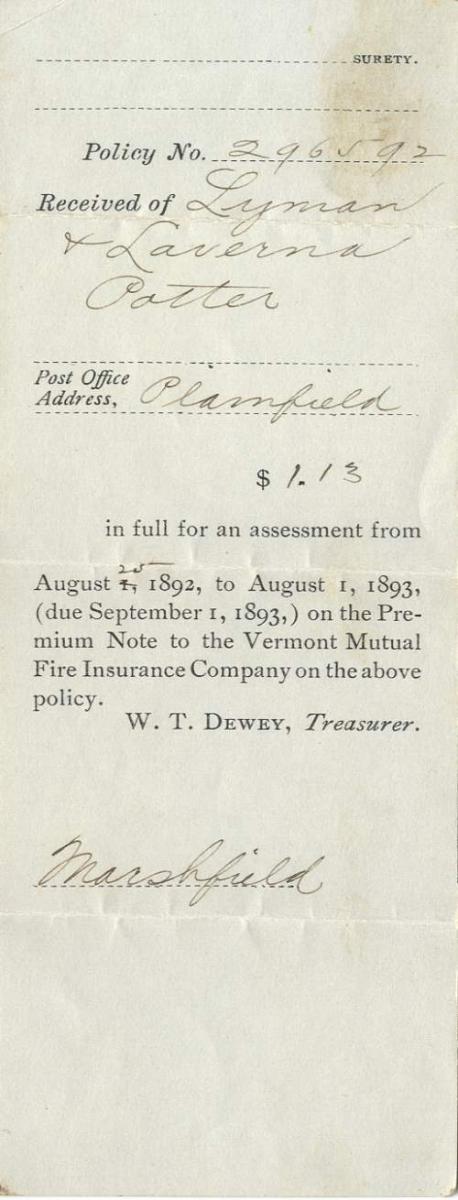 SURETY.
Policy No. 296592
Received of Lyman
& Laverna
Potter
Post Office
Address, Plainfield
$ 1.13
in full for an assessment from
25
August 1, 1892, to August 1, 1893,
(due September 1, 1893,) on the Pre-
mium Note to the Vermont Mutual
Fire Insurance Company on the above
policy.
W. T. DEWEY, Treasurer.
Marshfield